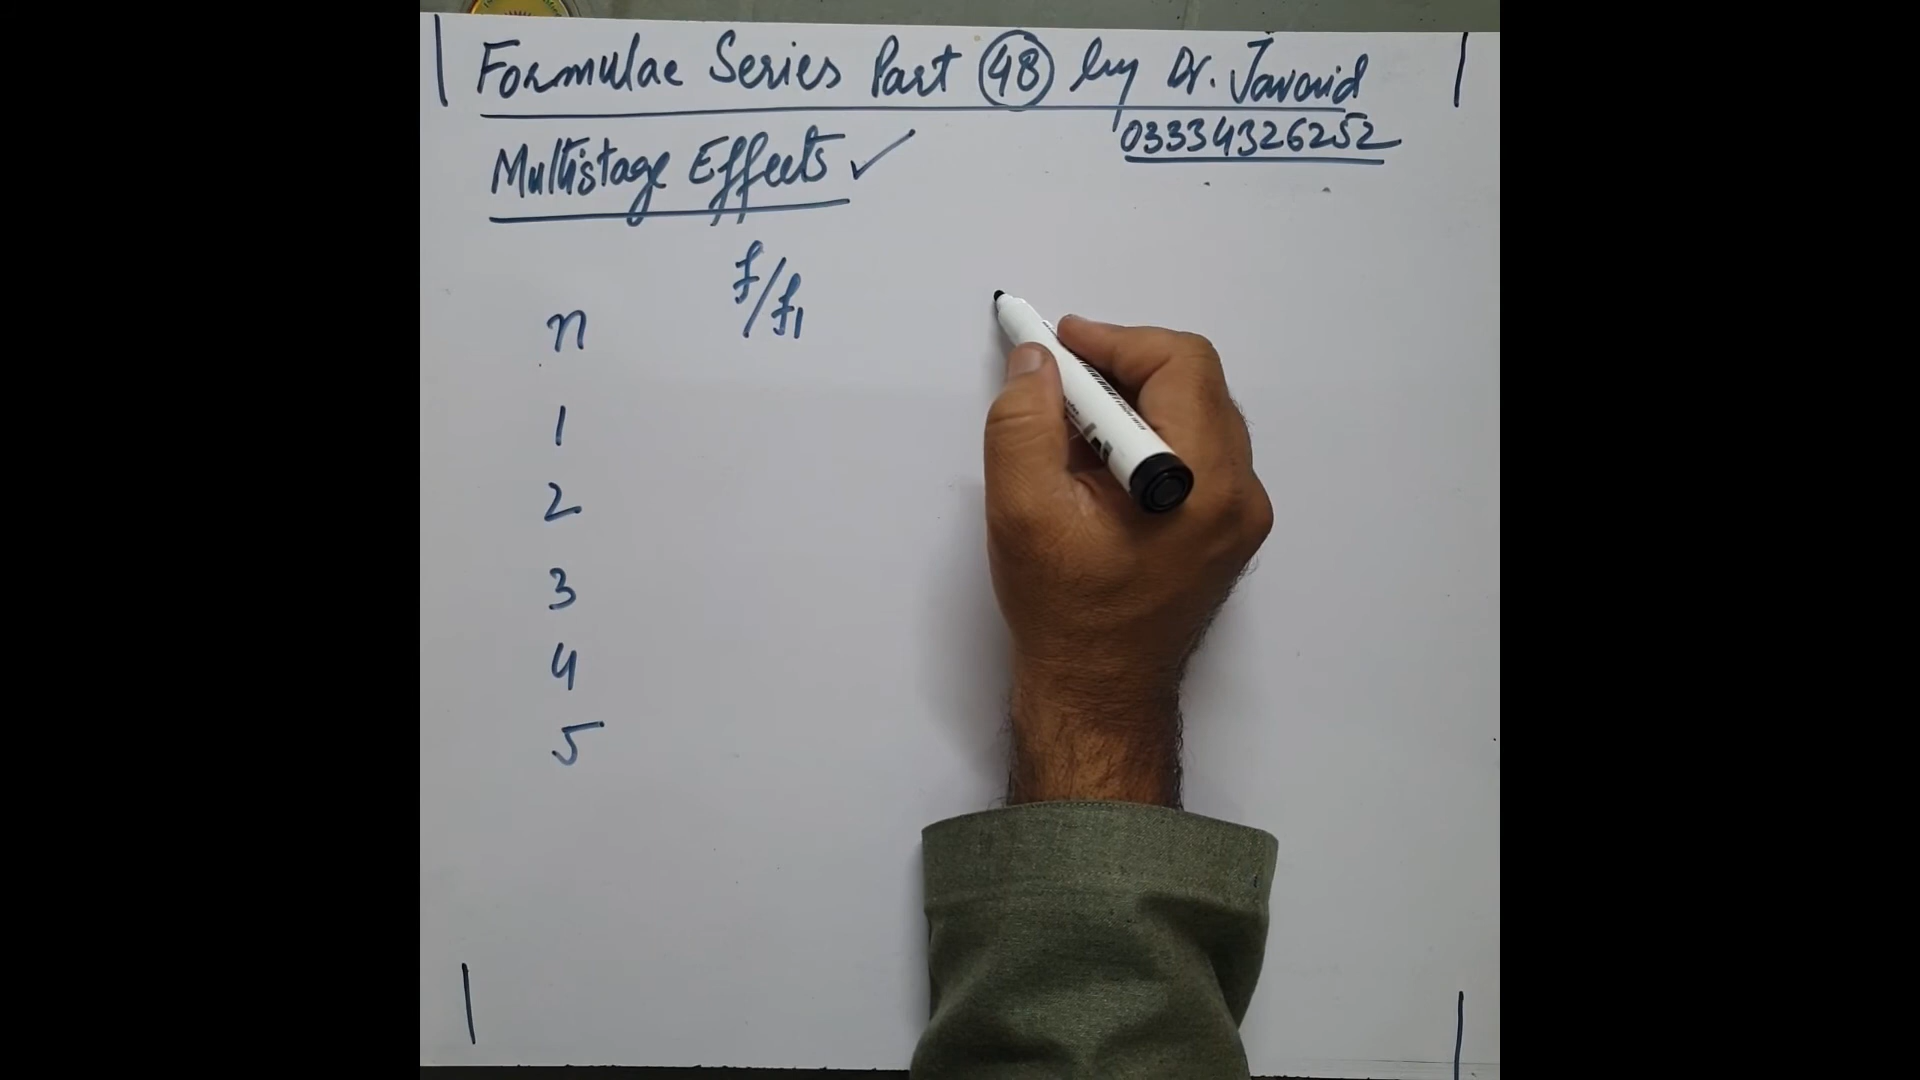 Formulae Series Part 48 by Dr. Javaid
03334326252
Multistage Effects ✓
n f/f1
1
2
3
4
5